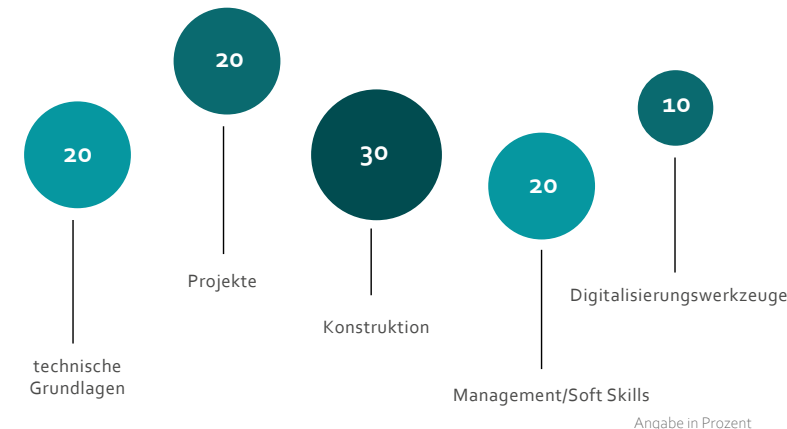 20
technische
Grundlagen
20
Projekte
30
Konstruktion
20
Management/Soft Skills
10
Digitalisierungswerkzeuge
Angabe in Prozent